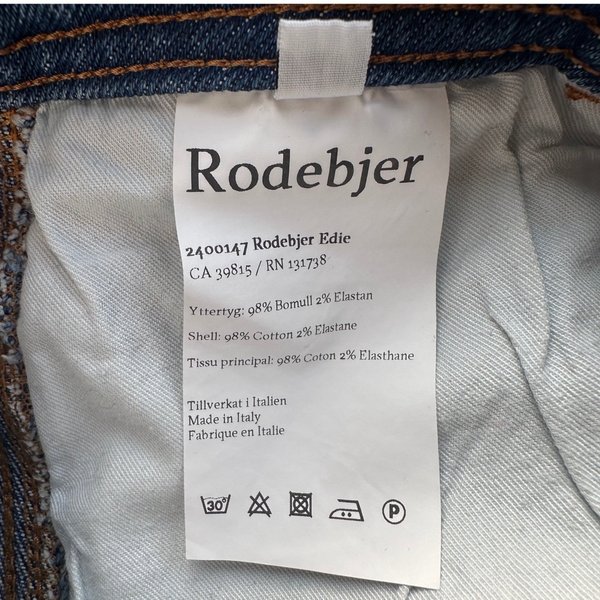 Rodebjer
2400147 Rodebjer Edie
CA 39815 / RN 131738
Yttertyg: 98% Bomull 2% Elastan
Shell: 98% Cotton 2% Elastane
Tissu principal: 98% Coton 2% Elasthane
Tillverkat i Italien
Made in Italy
Fabrique en Italie
30° P